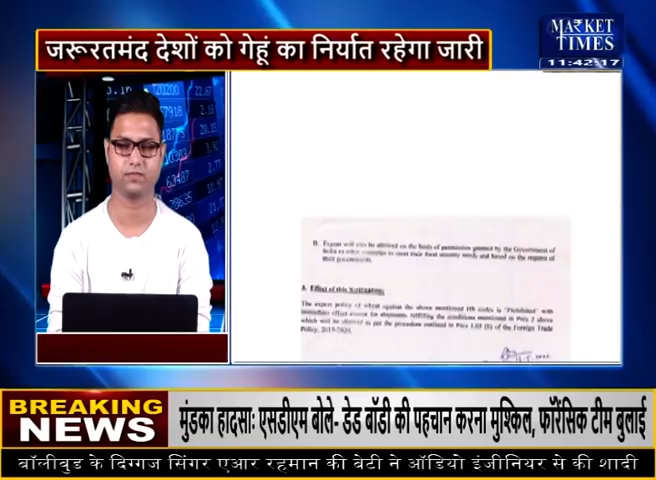 जरूरतमंद देशों को गेहूं का निर्यात रहेगा जारी
MARKET
TIMES
11:42:17
B. Export will also be allowed on the basis of permission granted by the Government of
India to other countries to meet their food security needs and based on the request of
their governments.
3. Effect of this Notification:
The export policy of wheat against the above mentioned HS codes is "Prohibited" with
immediate effect except for shipments fulfilling the conditions mentioned in Para 2 above
which will be allowed as per the procedure outlined in Para 1.05 (b) of the Foreign Trade
Policy, 2015-2020.
BREAKING
NEWS
मुंडका हादसाः एसडीएम बोले- डेड बॉडी की पहचान करना मुश्किल, फॉरेंसिक टीम बुलाई
बॉलीवुड के दिग्गज सिंगर एआर रहमान की बेटी ने ऑडियो इंजीनियर से की शादी